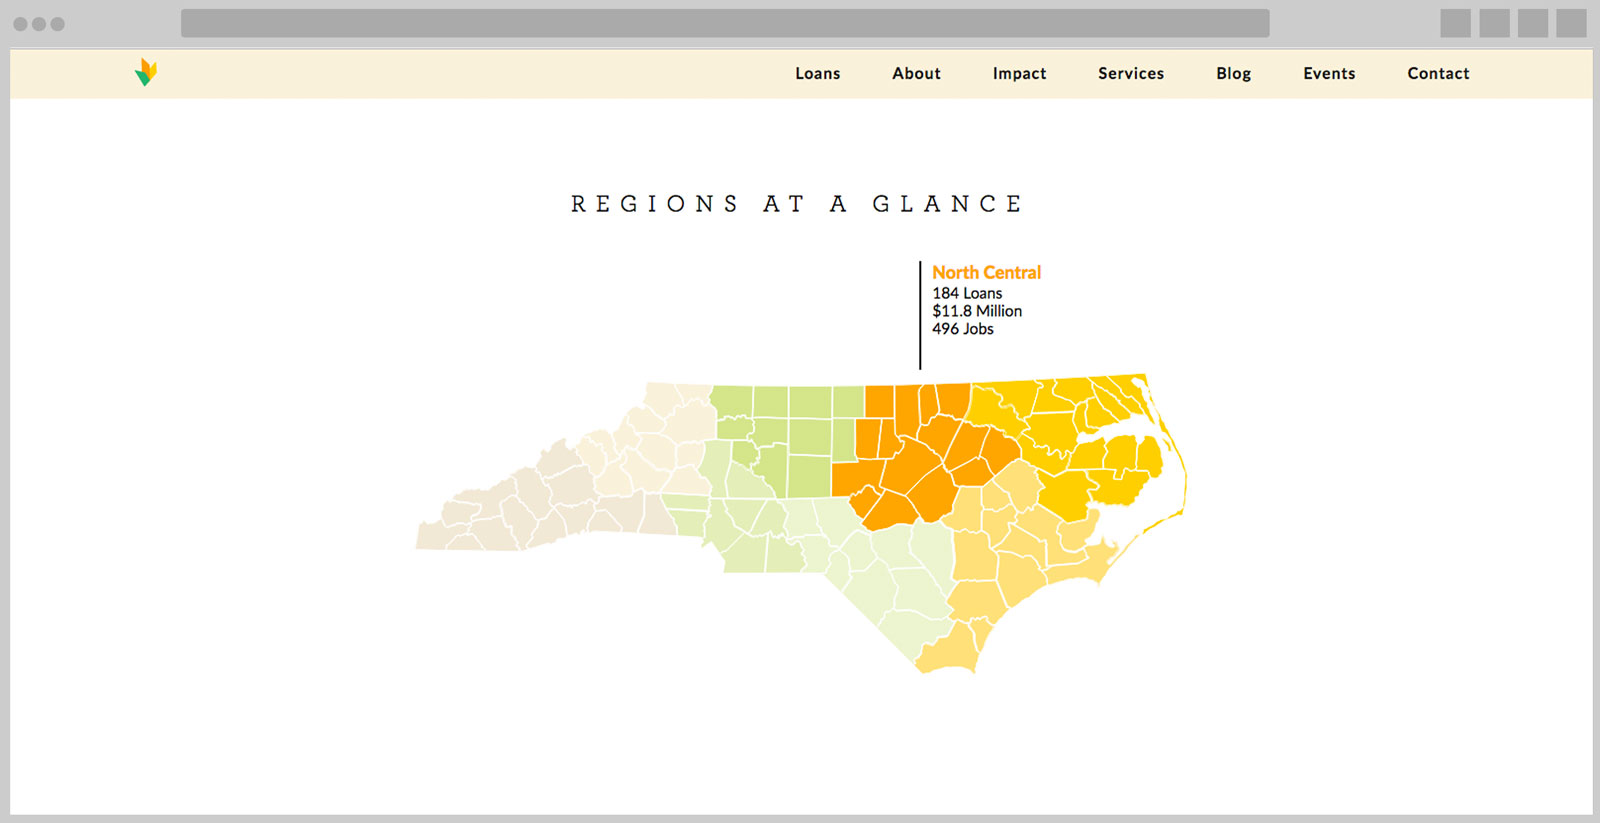 Loans About Impact Services Blog Events Contact
REGIONS AT A GLANCE
North Central
184 Loans
$11.8 Million
496 Jobs